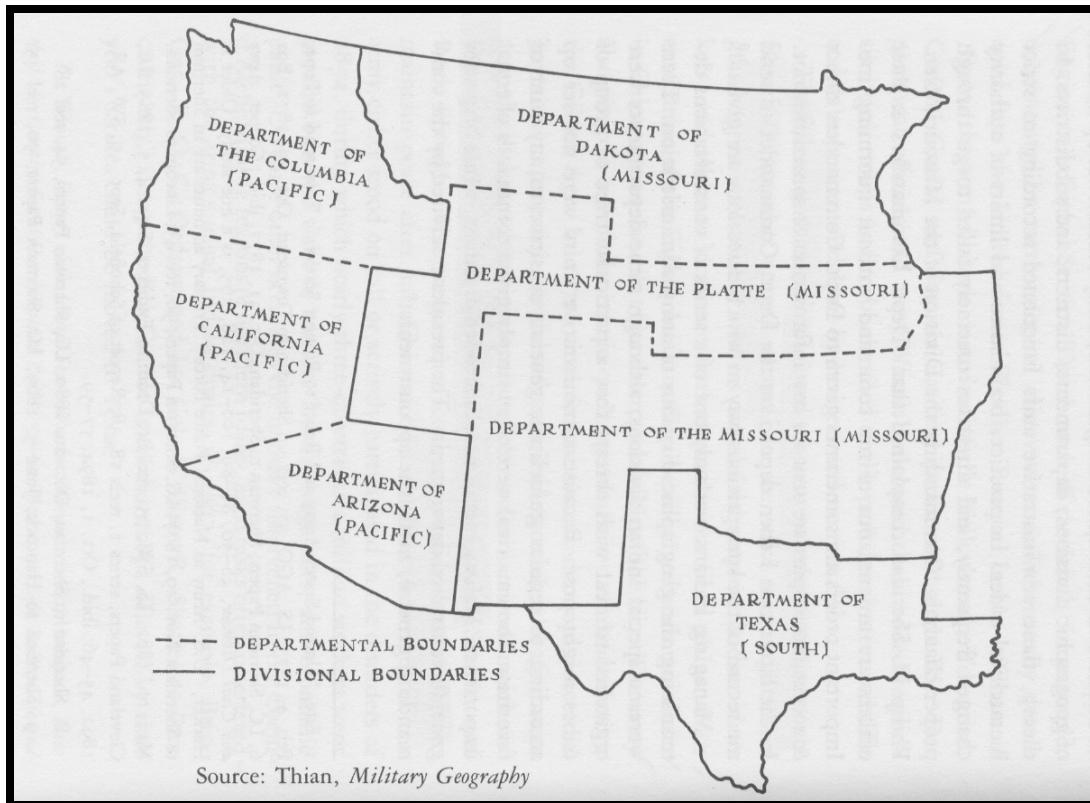 DEPARTMENT OF
THE COLUMBIA
(PACIFIC)
DEPARTMENT OF
DAKOTA
(MISSOURI)
DEPARTMENT OF THE PLATTE (MISSOURI)
DEPARTMENT OF
CALIFORNIA
(PACIFIC)
DEPARTMENT OF THE MISSOURI (MISSOURI)
DEPARTMENT OF
ARIZONA
(PACIFIC)
DEPARTMENT OF
TEXAS
(SOUTH)
DEPARTMENTAL BOUNDARIES
DIVISIONAL BOUNDARIES
Source: Thian, Military Geography